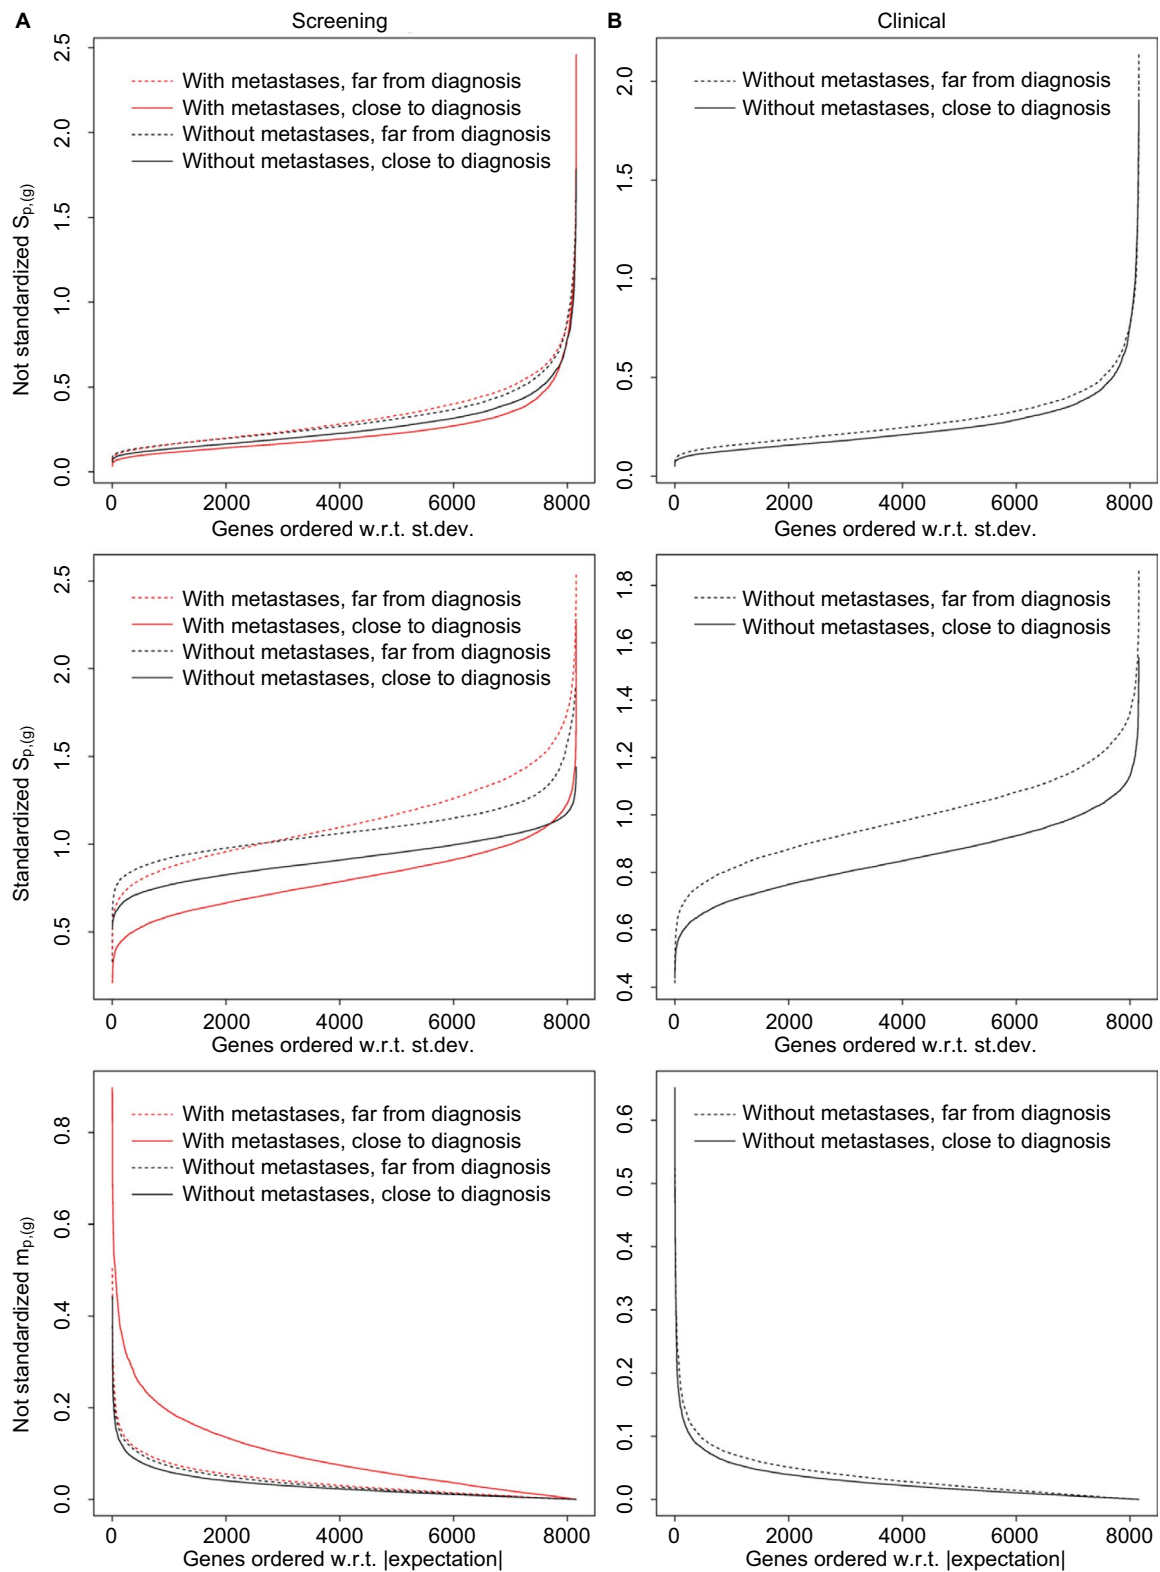 A Screening
Not standardized Sp,(g)
2.5
2.0
1.5
1.0
0.5
0.0
With metastases, far from diagnosis
With metastases, close to diagnosis
Without metastases, far from diagnosis
Without metastases, close to diagnosis
0 2000 4000 6000 8000
Genes ordered w.r.t. st.dev.
B Clinical
2.0
1.5
1.0
0.5
0.0
Without metastases, far from diagnosis
Without metastases, close to diagnosis
0 2000 4000 6000 8000
Genes ordered w.r.t. st.dev.
Standardized Sp,(g)
2.5
2.0
1.5
1.0
0.5
With metastases, far from diagnosis
With metastases, close to diagnosis
Without metastases, far from diagnosis
Without metastases, close to diagnosis
0 2000 4000 6000 8000
Genes ordered w.r.t. st.dev.
1.8
1.6
1.4
1.2
1.0
0.8
0.6
0.4
Without metastases, far from diagnosis
Without metastases, close to diagnosis
0 2000 4000 6000 8000
Genes ordered w.r.t. st.dev.
Not standardized mp,(g)
0.8
0.6
0.4
0.2
0.0
With metastases, far from diagnosis
With metastases, close to diagnosis
Without metastases, far from diagnosis
Without metastases, close to diagnosis
0 2000 4000 6000 8000
Genes ordered w.r.t. |expectation|
0.6
0.5
0.4
0.3
0.2
0.1
0.0
Without metastases, far from diagnosis
Without metastases, close to diagnosis
0 2000 4000 6000 8000
Genes ordered w.r.t. |expectation|